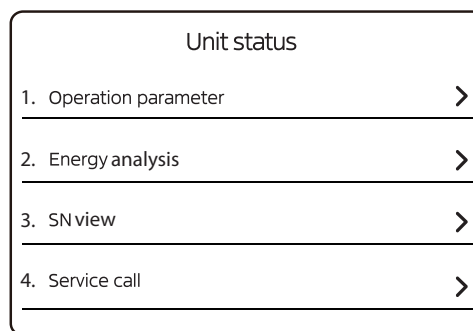 Unit status
1. Operation parameter
2. Energy analysis
3. SN view
4. Service call